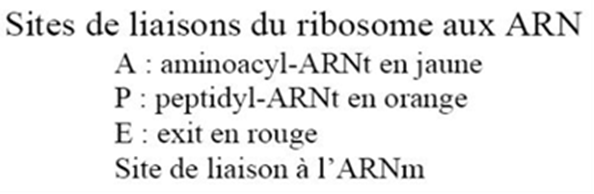 Sites de liaisons du ribosome aux ARN
A : aminoacyl-ARNt en jaune
P : peptidyl-ARNt en orange
E : exit en rouge
Site de liaison à l'ARNm